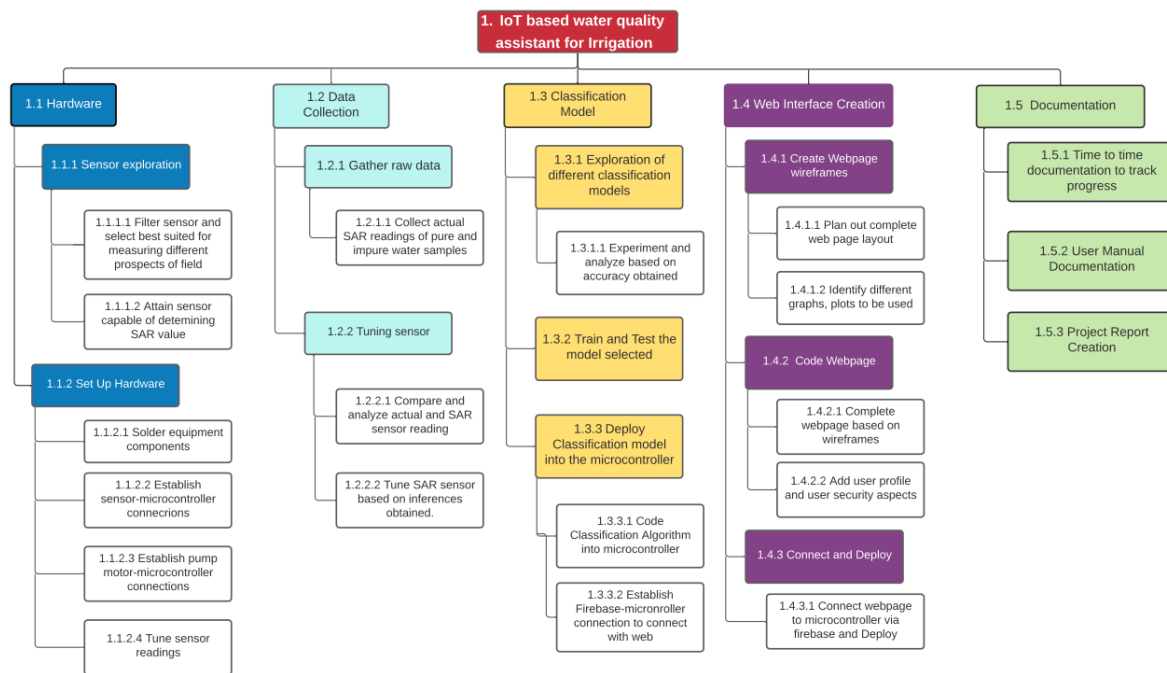 1. IoT based water quality
assistant for Irrigation
1.1 Hardware
1.1.1 Sensor exploration
1.1.1.1 Filter sensor and
select best suited for
measuring different
prospects of field
1.1.1.2 Attain sensor
capable of detemining
SAR value
1.1.2 Set Up Hardware
1.1.2.1 Solder equipment
components
1.1.2.2 Establish
sensor-microcontroller
connecrions
1.1.2.3 Establish pump
motor-microcontroller
connections
1.1.2.4 Tune sensor
readings
1.2 Data
Collection
1.2.1 Gather raw data
1.2.1.1 Collect actual
SAR readings of pure and
impure water samples
1.2.2 Tuning sensor
1.2.2.1 Compare and
analyze actual and SAR
sensor reading
1.2.2.2 Tune SAR sensor
based on inferences
obtained.
1.3 Classification
Model
1.3.1 Exploration of
different classification
models
1.3.1.1 Experiment and
analyze based on
accuracy obtained
1.3.2 Train and Test the
model selected
1.3.3 Deploy
Classification model
into the microcontroller
1.3.3.1 Code
Classification Algorithm
into microcontroller
1.3.3.2 Establish
Firebase-micronroller
connection to connect
with web
1.4 Web Interface Creation
1.4.1 Create Webpage
wireframes
1.4.1.1 Plan out complete
web page layout
1.4.1.2 Identify different
graphs, plots to be used
1.4.2 Code Webpage
1.4.2.1 Complete
webpage based on
wireframes
1.4.2.2 Add user profile
and user security aspects
1.4.3 Connect and Deploy
1.4.3.1 Connect webpage
to microcontroller via
firebase and Deploy
1.5 Documentation
1.5.1 Time to time
documentation to track
progress
1.5.2 User Manual
Documentation
1.5.3 Project Report
Creation